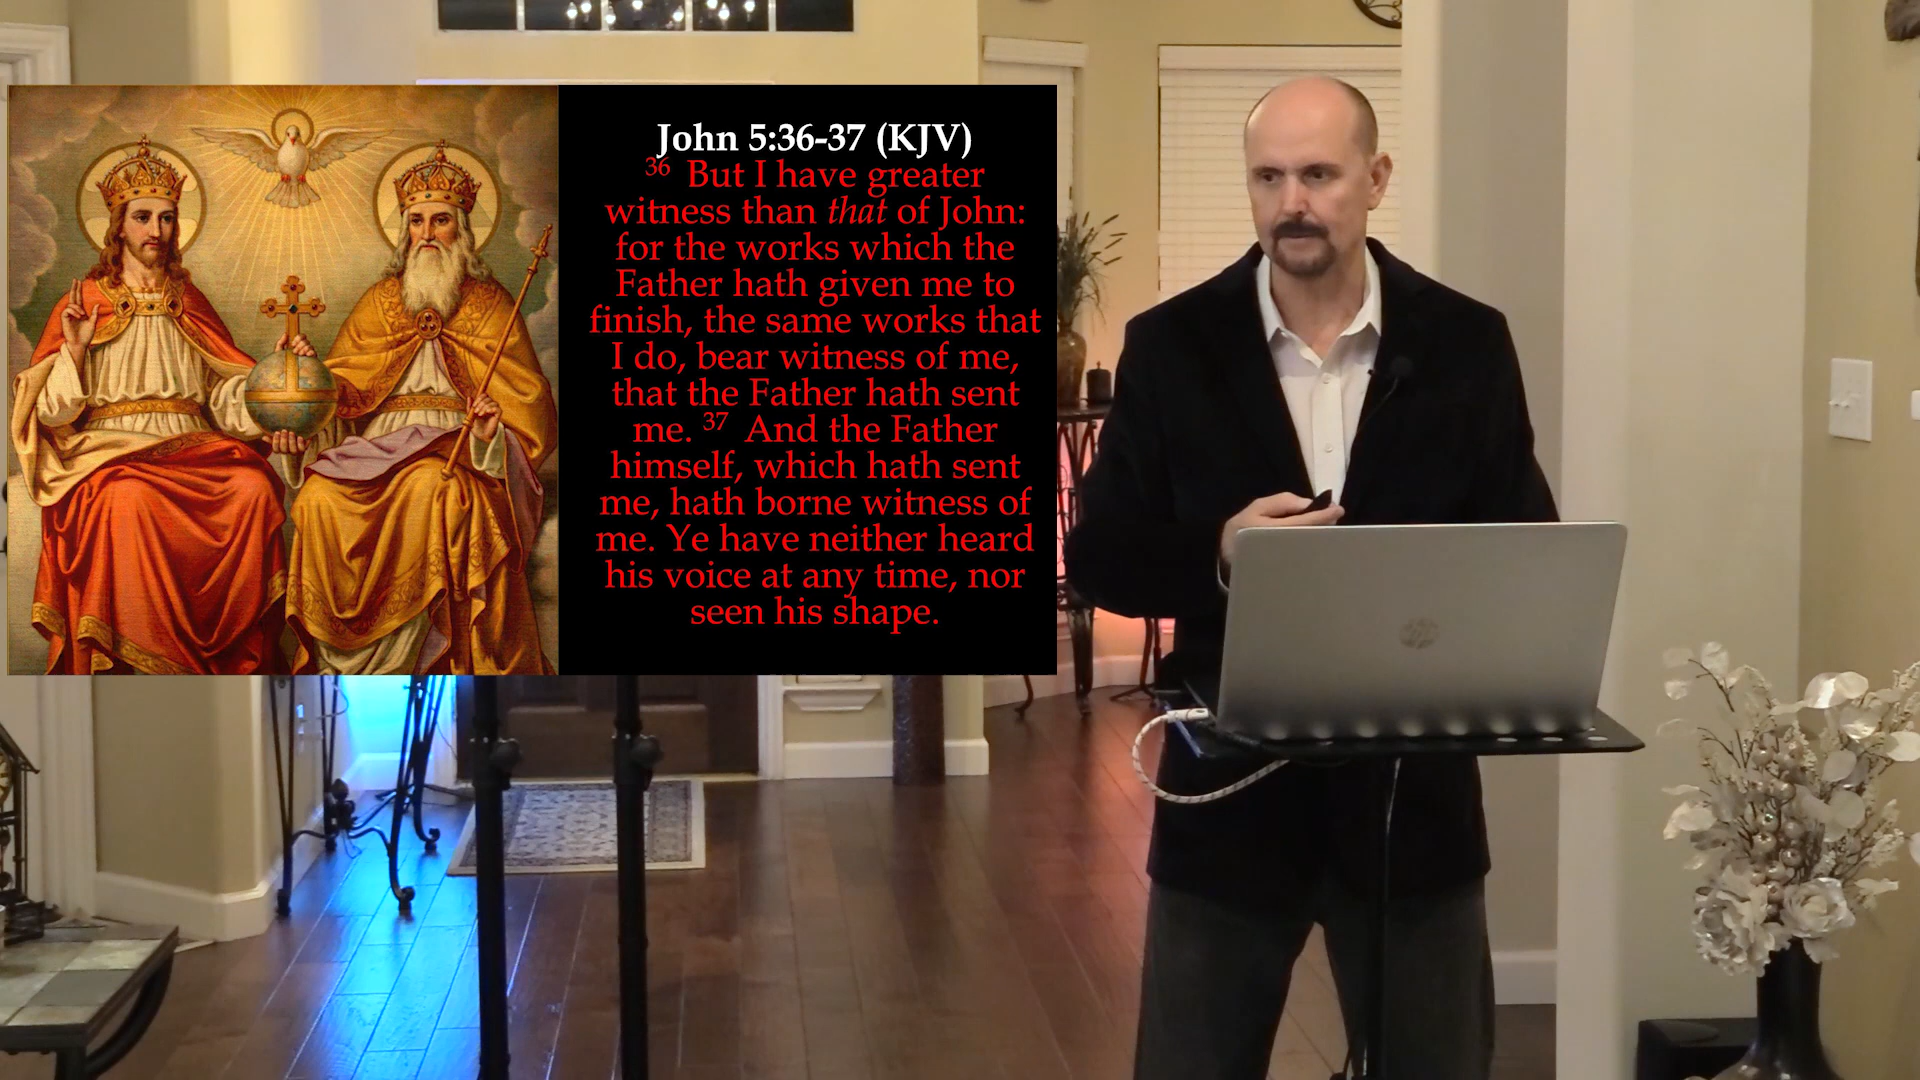 John 5:36-37 (KJV)
36 But I have greater
witness than that of John:
for the works which the
Father hath given me to
finish, the same works that
I do, bear witness of me,
that the Father hath sent
me. 37 And the Father
himself, which hath sent
me, hath borne witness of
me. Ye have neither heard
his voice at any time, nor
seen his shape.
hp